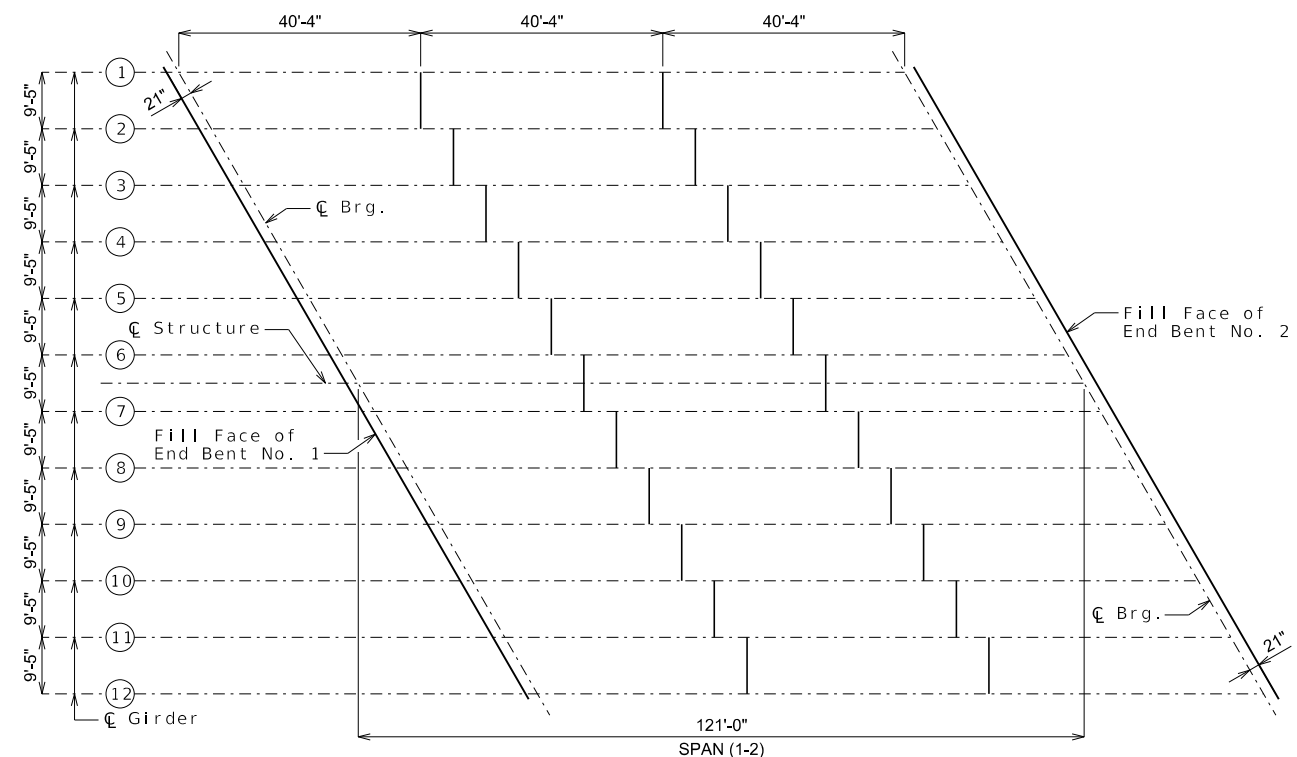 40'-4" 40'-4" 40'-4"
1
21"
9'-5"
2
9'-5"
3
℄ Brg.
9'-5"
4
9'-5"
5
Fill Face of
End Bent No. 2
℄ Structure
9'-5"
6
9'-5"
7
Fill Face of
End Bent No. 1
9'-5"
8
9'-5"
9
9'-5"
10
℄ Brg.
9'-5"
11
21"
9'-5"
12
℄ Girder
121'-0"
SPAN (1-2)